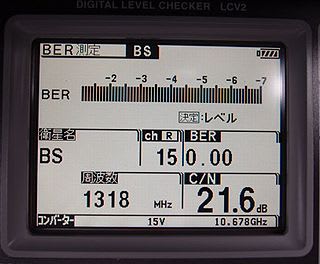 DIGITAL LEVEL CHECKER LCV2
BER測定 BS
-2 -3 -4 -5 -6 -7
BER
決定:レベル
衛星名 ch R BER
BS 15 0.00
周波数 C/N
1318 MHz 21.6 dB
コンバーター 15V 10.678GHz